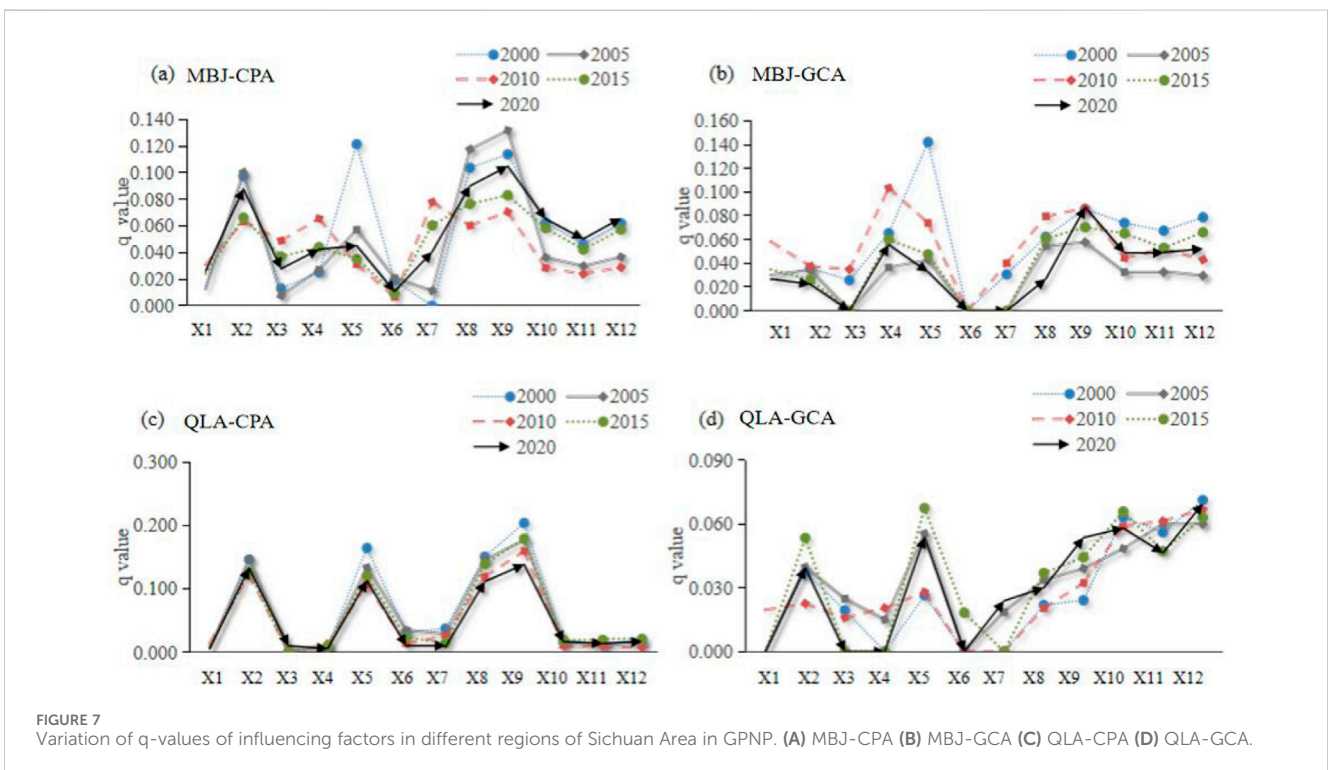 (a) MBJ-CPA
2000 2005
2010 2015
2020
q value
0.140
0.120
0.100
0.080
0.060
0.040
0.020
0.000
X1 X2 X3 X4 X5 X6 X7 X8 X9 X10 X11 X12
(b) MBJ-GCA
2000 2005
2010 2015
2020
q value
0.160
0.140
0.120
0.100
0.080
0.060
0.040
0.020
0.000
X1 X2 X3 X4 X5 X6 X7 X8 X9 X10 X11 X12
(c) QLA-CPA
2000 2005
2010 2015
2020
q value
0.300
0.200
0.100
0.000
X1 X2 X3 X4 X5 X6 X7 X8 X9 X10 X11 X12
(d) QLA-GCA
2000 2005
2010 2015
2020
q value
0.090
0.060
0.030
0.000
X1 X2 X3 X4 X5 X6 X7 X8 X9 X10 X11 X12
FIGURE 7
Variation of q-values of influencing factors in different regions of Sichuan Area in GPNP. (A) MBJ-CPA (B) MBJ-GCA (C) QLA-CPA (D) QLA-GCA.